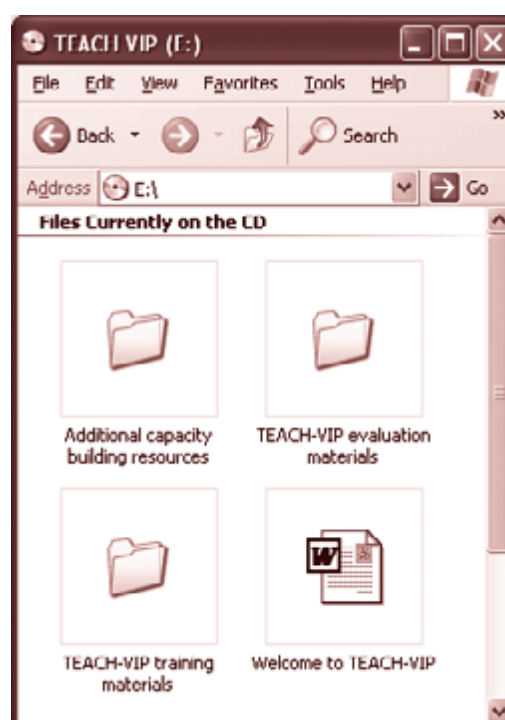 TEACH VIP (E:)
File Edit View Favorites Tools Help
Back Search »
Address E:\ Go
Files Currently on the CD
Additional capacity
building resources
TEACH-VIP evaluation
materials
W
TEACH-VIP training
materials
Welcome to TEACH-VIP